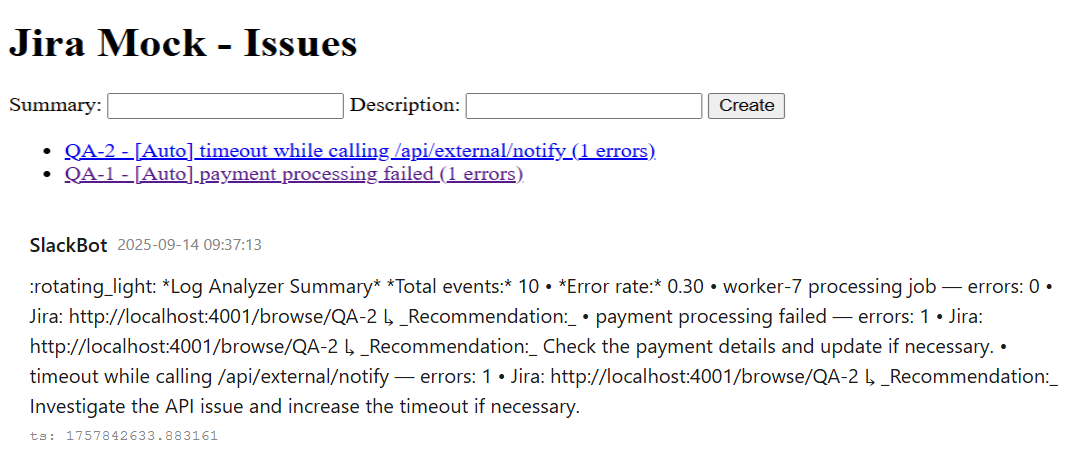 Jira Mock - Issues
Summary: Description: Create
• QA-2 - [Auto] timeout while calling /api/external/notify (1 errors)
• QA-1 - [Auto] payment processing failed (1 errors)
SlackBot 2025-09-14 09:37:13
:rotating_light: *Log Analyzer Summary* *Total events:* 10 • *Error rate:* 0.30 • worker-7 processing job — errors: 0 •
Jira: http://localhost:4001/browse/QA-2 ↳ _Recommendation:_ • payment processing failed — errors: 1 • Jira:
http://localhost:4001/browse/QA-2 ↳ _Recommendation:_ Check the payment details and update if necessary. •
timeout while calling /api/external/notify — errors: 1 • Jira: http://localhost:4001/browse/QA-2 ↳ _Recommendation:_
Investigate the API issue and increase the timeout if necessary.
ts: 1757842633.883161